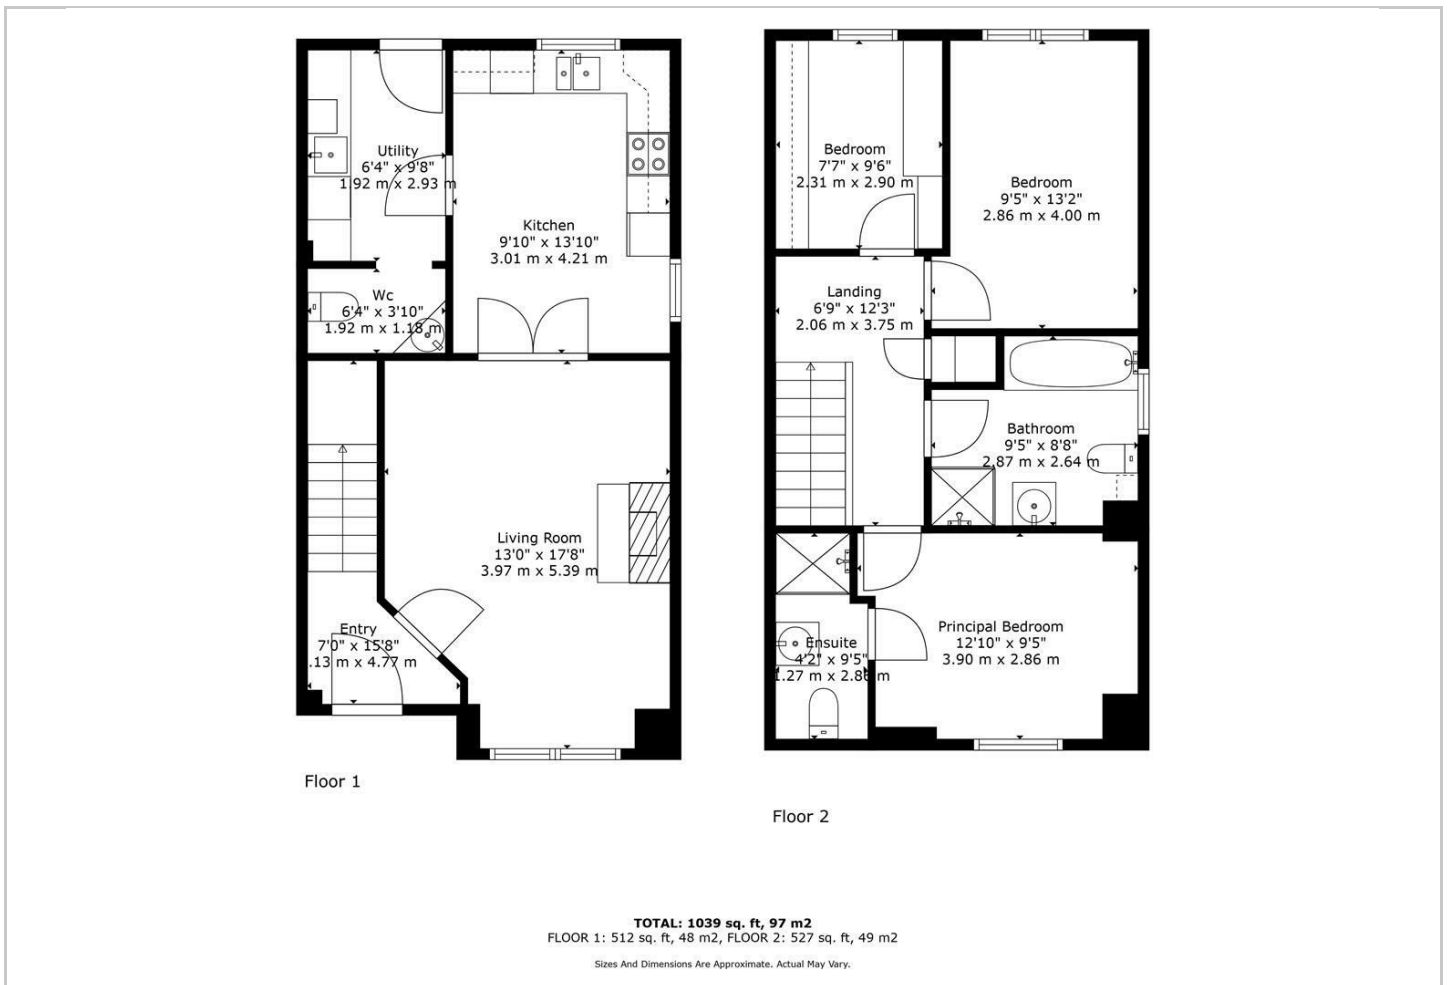 Utility
6'4" x 9'8"
1.92 m x 2.93 m
Kitchen
9'10" x 13'10"
3.01 m x 4.21 m
Wc
6'4" x 3'10"
1.92 m x 1.18 m
Living Room
13'0" x 17'8"
3.97 m x 5.39 m
Entry
7'0" x 15'8"
.13 m x 4.77 m
Floor 1
Bedroom
7'7" x 9'6"
2.31 m x 2.90 m
Bedroom
9'5" x 13'2"
2.86 m x 4.00 m
Landing
6'9" x 12'3"
2.06 m x 3.75 m
Bathroom
9'5" x 8'8"
2.87 m x 2.64 m
Ensuite
4'2" x 9'5"
1.27 m x 2.86 m
Principal Bedroom
12'10" x 9'5"
3.90 m x 2.86 m
Floor 2
TOTAL: 1039 sq. ft, 97 m2
FLOOR 1: 512 sq. ft, 48 m2, FLOOR 2: 527 sq. ft, 49 m2
Sizes And Dimensions Are Approximate. Actual May Vary.